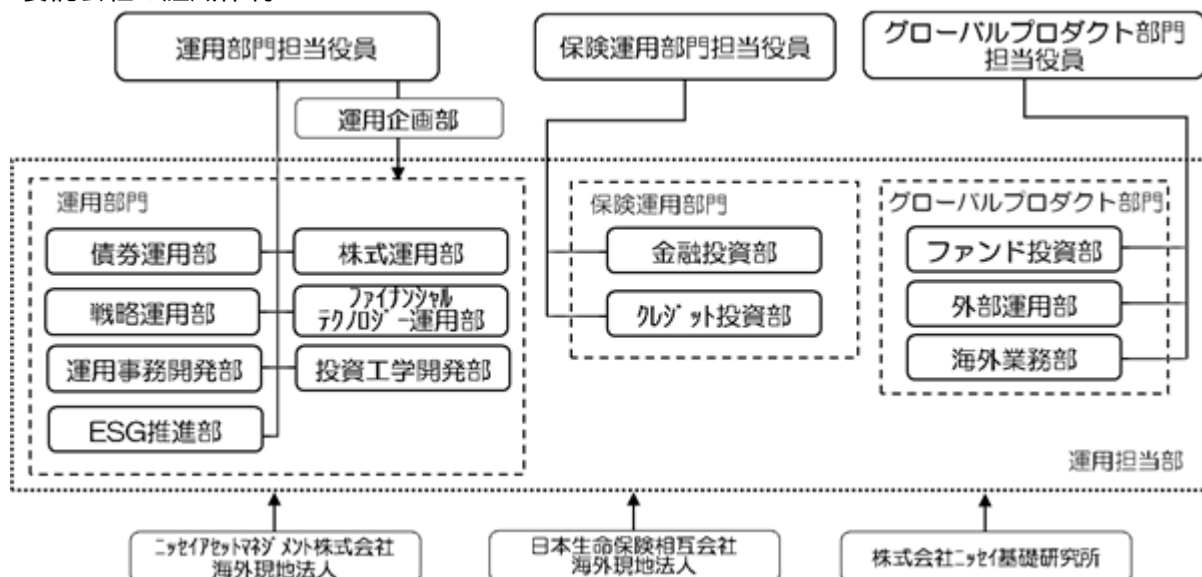 運用部門担当役員
保険運用部門担当役員
グローバルプロダクト部門
担当役員
運用企画部
運用部門
債券運用部
株式運用部
戦略運用部
ファイナンシャル
テクノロジー運用部
運用事務開発部
投資工学開発部
ESG推進部
保険運用部門
金融投資部
クレジット投資部
グローバルプロダクト部門
ファンド投資部
外部運用部
海外業務部
運用担当部
ニッセイアセットマネジメント株式会社
海外現地法人
日本生命保険相互会社
海外現地法人
株式会社ニッセイ基礎研究所